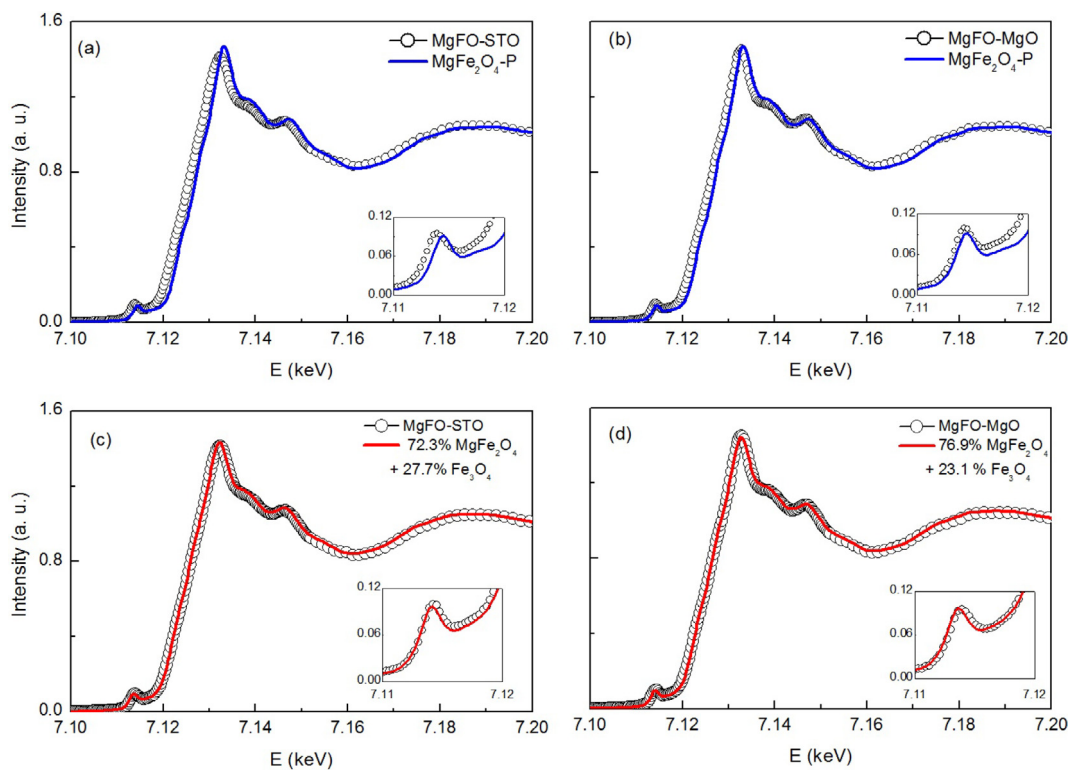 (a)
MgFO-STO
MgFe₂O₄-P
1.6
0.8
0.0
Intensity (a. u.)
0.12
0.06
0.00
7.11
7.12
7.10 7.12 7.14 7.16 7.18 7.20
E (keV)
(b)
MgFO-MgO
MgFe₂O₄-P
0.12
0.06
0.00
7.11
7.12
7.10 7.12 7.14 7.16 7.18 7.20
E (keV)
(c)
MgFO-STO
72.3% MgFe₂O₄
+ 27.7% Fe₃O₄
1.6
0.8
0.0
Intensity (a. u.)
0.12
0.06
0.00
7.11
7.12
7.10 7.12 7.14 7.16 7.18 7.20
E (keV)
(d)
MgFO-MgO
76.9% MgFe₂O₄
+ 23.1 % Fe₃O₄
0.12
0.06
0.00
7.11
7.12
7.10 7.12 7.14 7.16 7.18 7.20
E (keV)